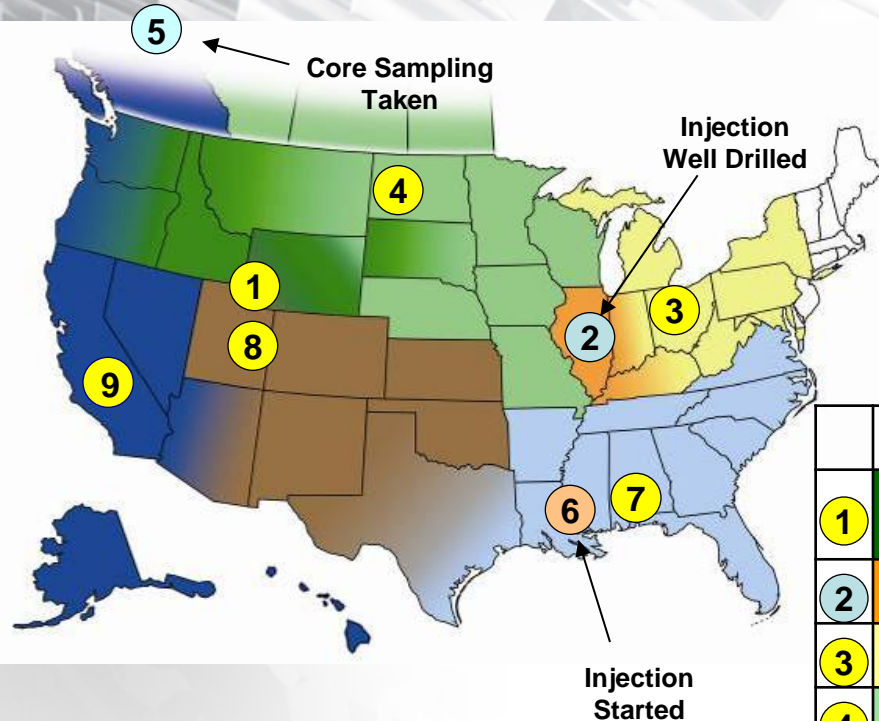 5
Core Sampling
Taken
Injection
Well Drilled
4
1
3
2
8
9
6
7
1
2
3
4
Injection
Started